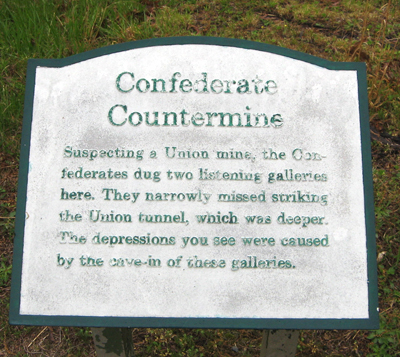 Confederate
Countermine
Suspecting a Union mine, the Con-
federates dug two listening galleries
here. They narrowly missed striking
the Union tunnel, which was deeper.
The depressions you see were caused
by the cave-in of these galleries.